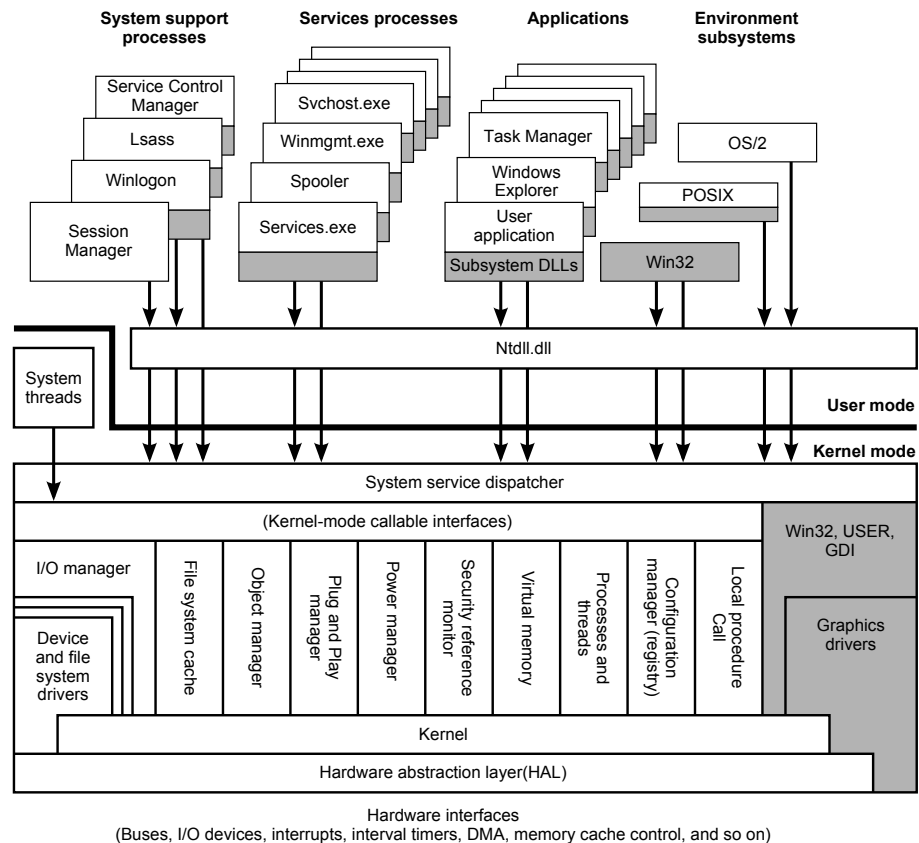 System support
processes
Services processes
Applications
Environment
subsystems
Service Control
Manager
Lsass
Winlogon
Session
Manager
Svchost.exe
Winmgmt.exe
Spooler
Services.exe
Task Manager
Windows
Explorer
User
application
Subsystem DLLs
OS/2
POSIX
Win32
Ntdll.dll
System
threads
User mode
Kernel mode
System service dispatcher
(Kernel-mode callable interfaces)
Win32, USER,
GDI
I/O manager
Device
and file
system
drivers
File system cache
Object manager
Plug and Play
manager
Power manager
Security reference
monitor
Virtual memory
Processes and
threads
Configuration
manager (registry)
Local procedure
Call
Graphics
drivers
Kernel
Hardware abstraction layer(HAL)
Hardware interfaces
(Buses, I/O devices, interrupts, interval timers, DMA, memory cache control, and so on)